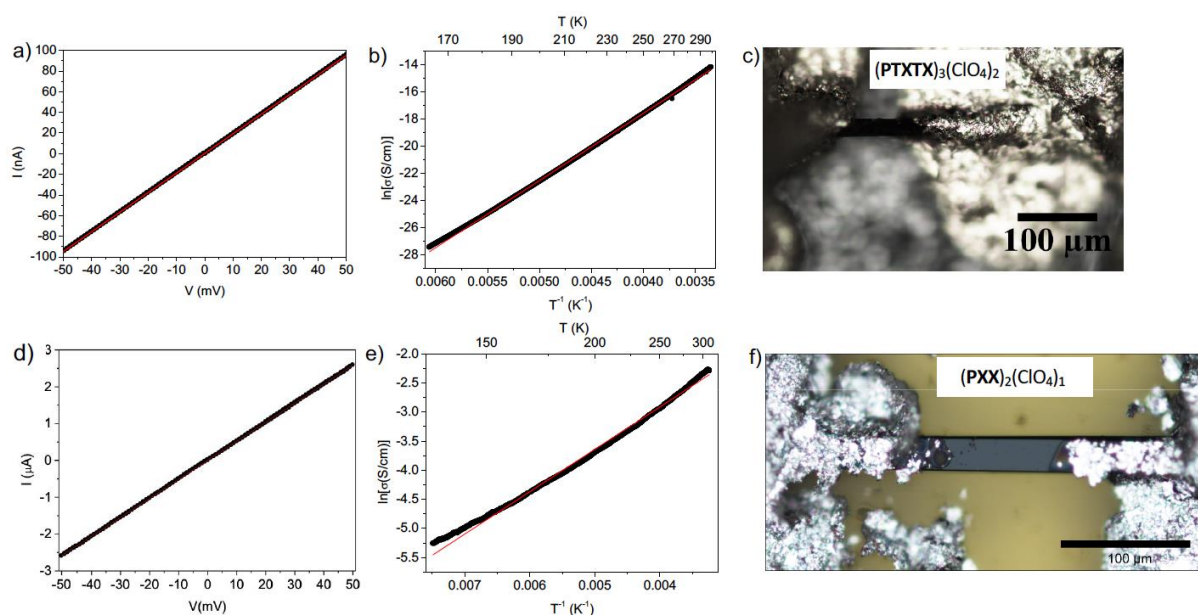 a)
100
80
60
40
20
0
-20
-40
-60
-80
-100
I (nA)
-50 -40 -30 -20 -10 0 10 20 30 40 50
V (mV)
b)
T (K)
170 190 210 230 250 270 290
-14
-16
-18
-20
-22
-24
-26
-28
ln[σ(S/cm)]
0.0060 0.0055 0.0050 0.0045 0.0040 0.0035
T⁻¹ (K⁻¹)
c)
(PTXTX)₃(ClO₄)₂
100 µm
d)
3
2
1
0
-1
-2
-3
I (µA)
-50 -40 -30 -20 -10 0 10 20 30 40 50
V(mV)
e)
T (K)
150 200 250 300
-2.0
-2.5
-3.0
-3.5
-4.0
-4.5
-5.0
-5.5
ln[σ(S/cm)]
0.007 0.006 0.005 0.004
T⁻¹ (K⁻¹)
f)
(PXX)₂(ClO₄)₁
100 µm